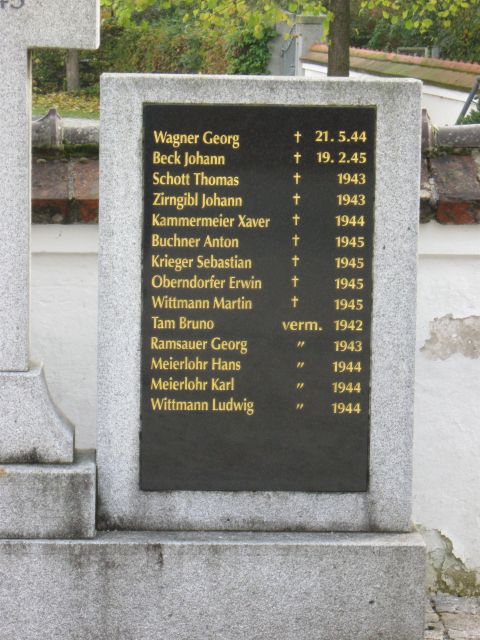 Wagner Georg † 21. 5. 44
Beck Johann † 19. 2. 45
Schott Thomas † 1943
Zirngibl Johann † 1943
Kammermeier Xaver † 1944
Buchner Anton † 1945
Krieger Sebastian † 1945
Oberndorfer Erwin † 1945
Wittmann Martin † 1945
Tam Bruno verm. 1942
Ramsauer Georg " 1943
Meierlohr Hans " 1944
Meierlohr Karl " 1944
Wittmann Ludwig " 1944